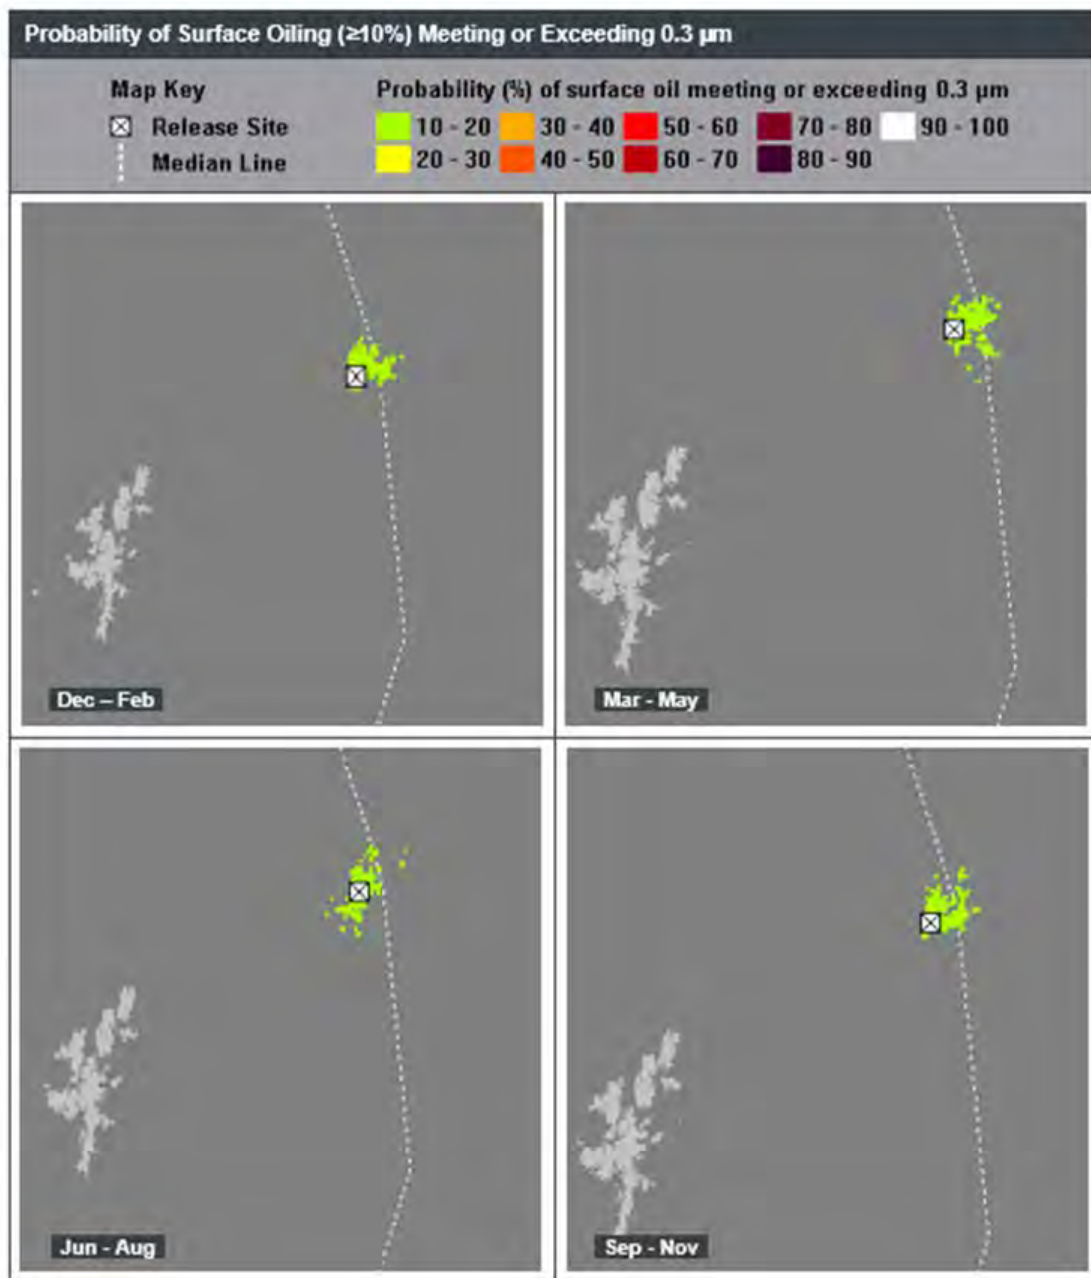 Probability of Surface Oiling (≥10%) Meeting or Exceeding 0.3 µm
Map Key
Release Site
Median Line
Probability (%) of surface oil meeting or exceeding 0.3 µm
10 - 20 30 - 40 50 - 60 70 - 80 90 - 100
20 - 30 40 - 50 60 - 70 80 - 90
Dec – Feb
Mar - May
Jun - Aug
Sep - Nov